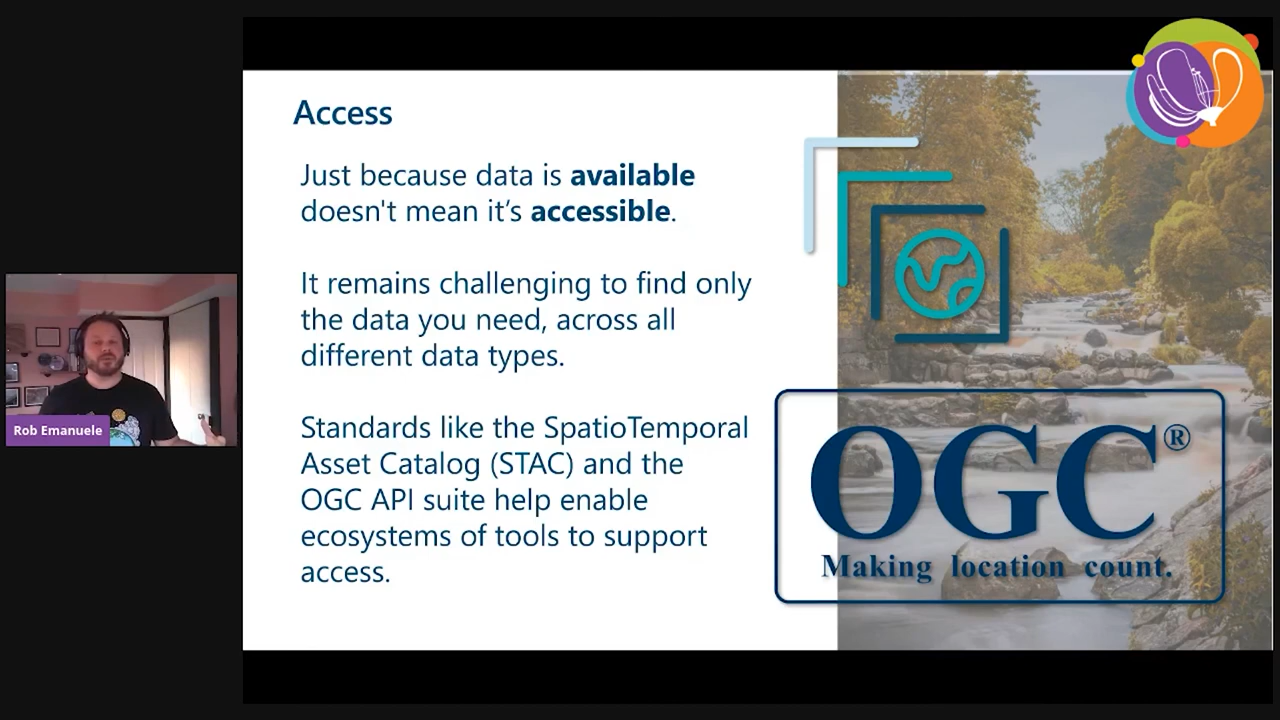 Access
Just because data is available
doesn't mean it’s accessible.
It remains challenging to find only
the data you need, across all
different data types.
Standards like the SpatioTemporal
Asset Catalog (STAC) and the
OGC API suite help enable
ecosystems of tools to support
access.
OGC®
Making location count.
Rob Emanuele